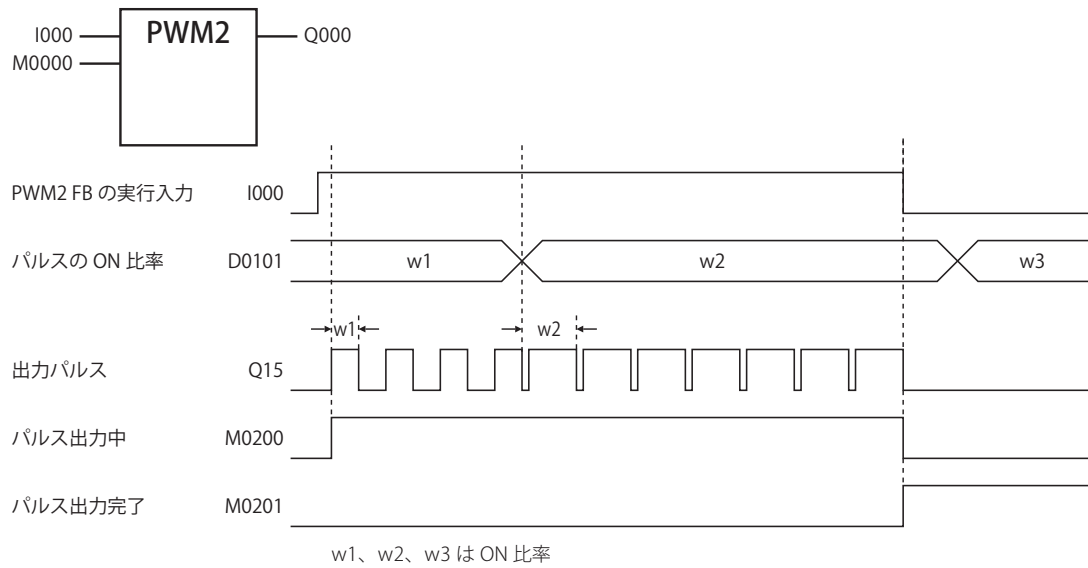 I000 PWM2 Q000
M0000
PWM2 FB の実行入力 I000
パルスの ON 比率 D0101 w1 w2 w3
w1 w2
出力パルス Q15
パルス出力中 M0200
パルス出力完了 M0201
w1、w2、w3 は ON 比率